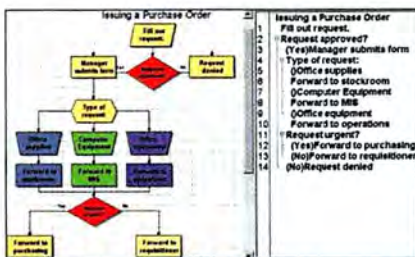 Issuing a Purchase Order
Fill out
request.
Manager
submits form
Request
denied
Type of
request
Office
supplies
Computer
Equipment
Forward to
MIS
Forward to
purchasing
Forward to
requisitioner
Issuing a Purchase Order
1 Fill out request.
2 Request approved?
3 (Yes)Manager submits form
4 Type of request:
5 ()Office supplies
6 Forward to stockroom
7 ()Computer Equipment
8 Forward to MIS
9 ()Office equipment
10 Forward to operations
11 Request urgent?
12 (Yes)Forward to purchasing
13 (No)Forward to requisitioner
14 (No)Request denied